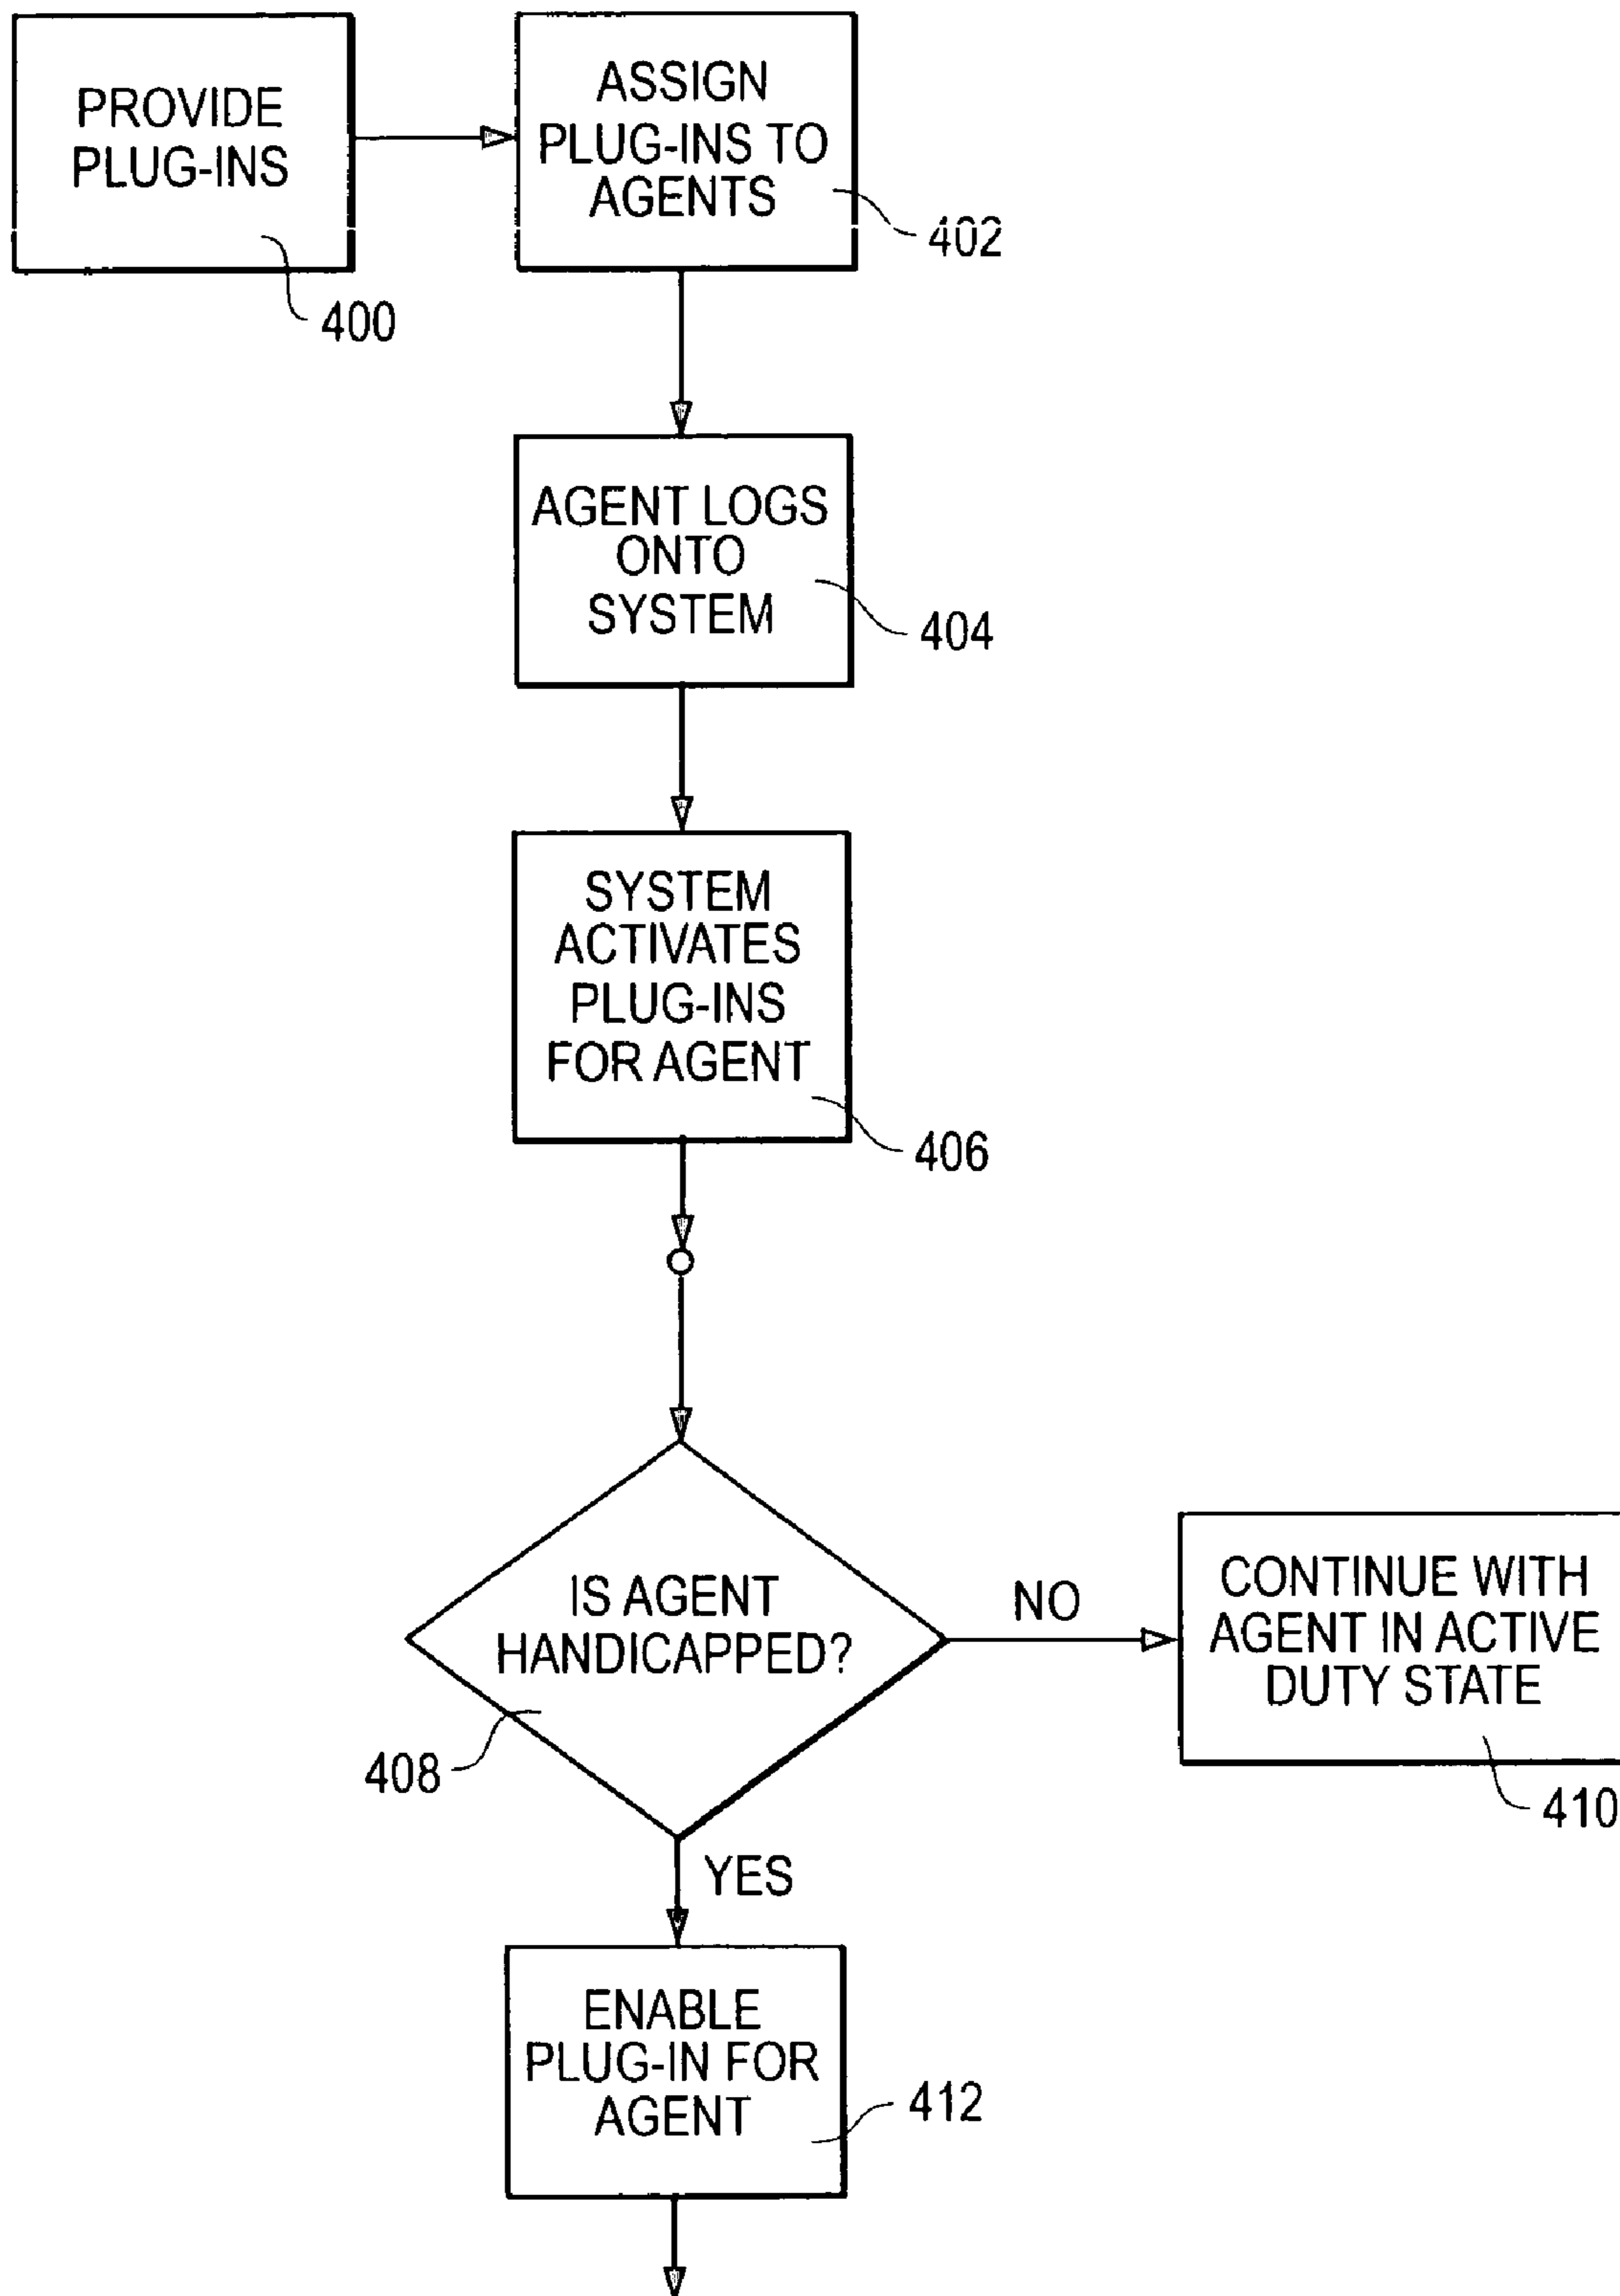 PROVIDE
PLUG-INS
400
ASSIGN
PLUG-INS TO
AGENTS
402
AGENT LOGS
ONTO
SYSTEM
404
SYSTEM
ACTIVATES
PLUG-INS
FOR AGENT
406
IS AGENT
HANDICAPPED?
408
NO
CONTINUE WITH
AGENT IN ACTIVE
DUTY STATE
410
YES
ENABLE
PLUG-IN FOR
AGENT
412